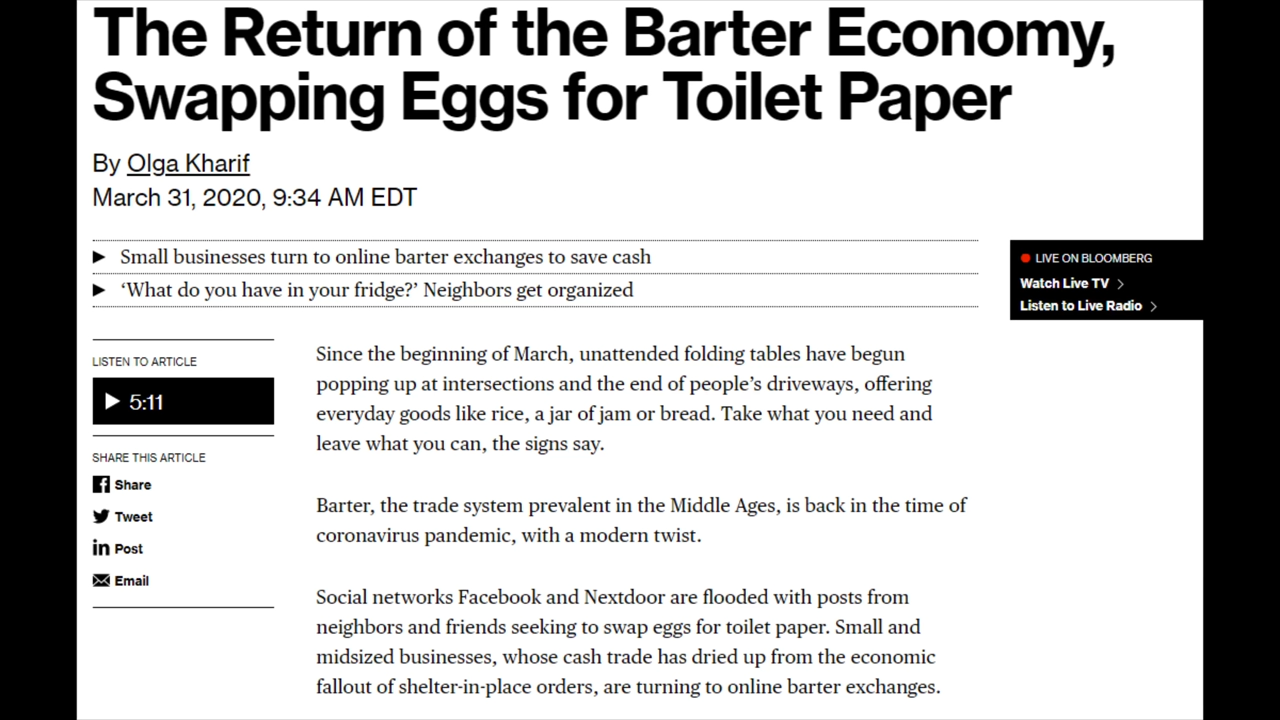 The Return of the Barter Economy,
Swapping Eggs for Toilet Paper
By Olga Kharif
March 31, 2020, 9:34 AM EDT
Small businesses turn to online barter exchanges to save cash
‘What do you have in your fridge?’ Neighbors get organized
LIVE ON BLOOMBERG
Watch Live TV >
Listen to Live Radio >
LISTEN TO ARTICLE
5:11
SHARE THIS ARTICLE
Share
Tweet
Post
Email
Since the beginning of March, unattended folding tables have begun
popping up at intersections and the end of people’s driveways, offering
everyday goods like rice, a jar of jam or bread. Take what you need and
leave what you can, the signs say.
Barter, the trade system prevalent in the Middle Ages, is back in the time of
coronavirus pandemic, with a modern twist.
Social networks Facebook and Nextdoor are flooded with posts from
neighbors and friends seeking to swap eggs for toilet paper. Small and
midsized businesses, whose cash trade has dried up from the economic
fallout of shelter-in-place orders, are turning to online barter exchanges.